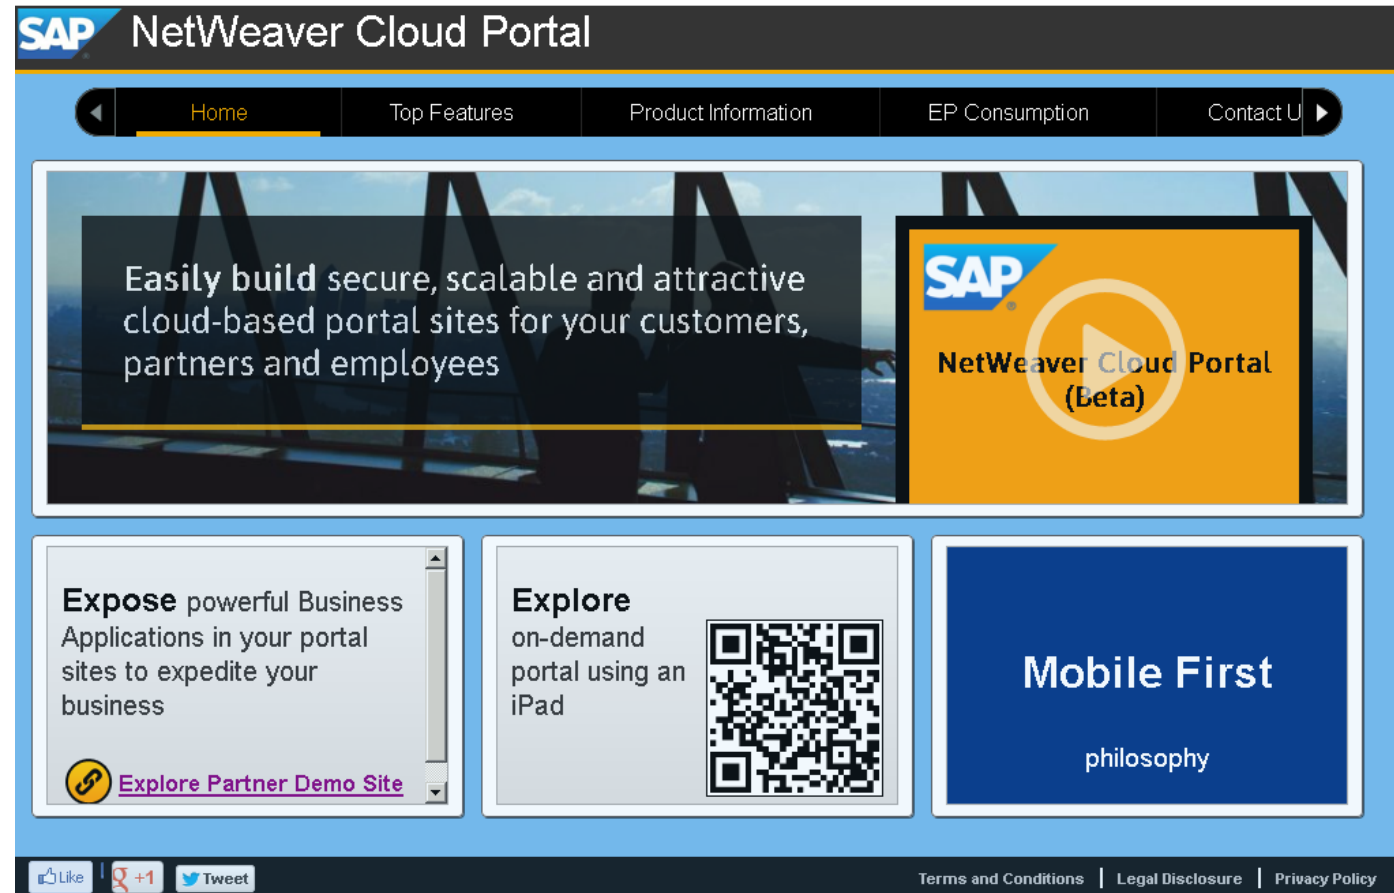 SAP NetWeaver Cloud Portal
Home Top Features Product Information EP Consumption Contact U
Easily build secure, scalable and attractive
cloud-based portal sites for your customers,
partners and employees
SAP
NetWeaver Cloud Portal
(Beta)
Expose powerful Business
Applications in your portal
sites to expedite your
business
Explore Partner Demo Site
Explore
on-demand
portal using an
iPad
Mobile First
philosophy
Like g +1 Tweet
Terms and Conditions | Legal Disclosure | Privacy Policy